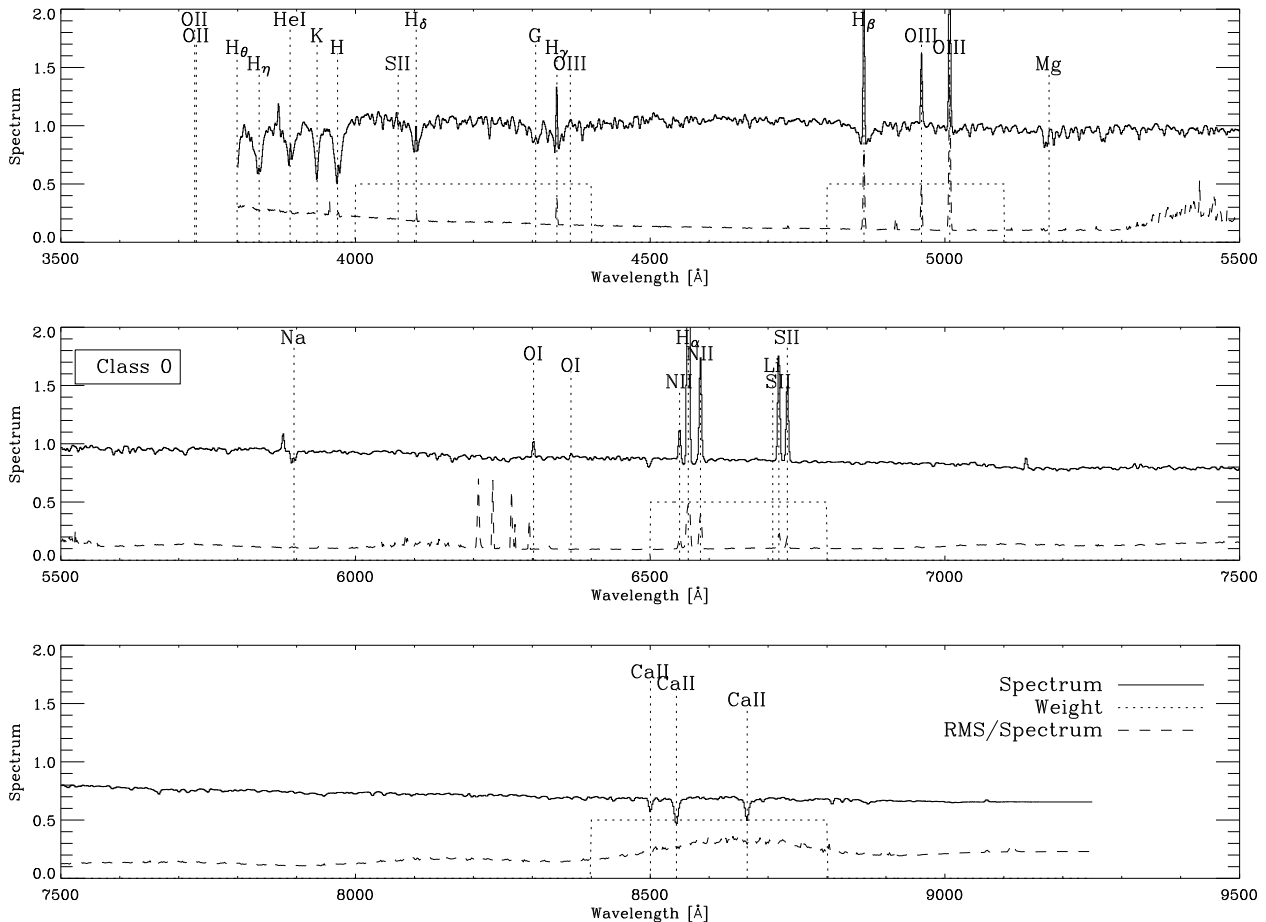 2.0
1.5
1.0
0.5
0.0
Spectrum
OII
OII
HeI
Hδ
Hβ
K
G
OIII
Hθ
H
Hγ
OIII
Hη
SII
OIII
Mg
3500
4000
4500
5000
5500
Wavelength [Å]
2.0
1.5
1.0
0.5
0.0
Spectrum
Class 0
Na
OI
OI
Hα
SII
NII
Li
NII
SII
5500
6000
6500
7000
7500
Wavelength [Å]
2.0
1.5
1.0
0.5
0.0
Spectrum
CaII
CaII
CaII
Spectrum
Weight
RMS/Spectrum
7500
8000
8500
9000
9500
Wavelength [Å]